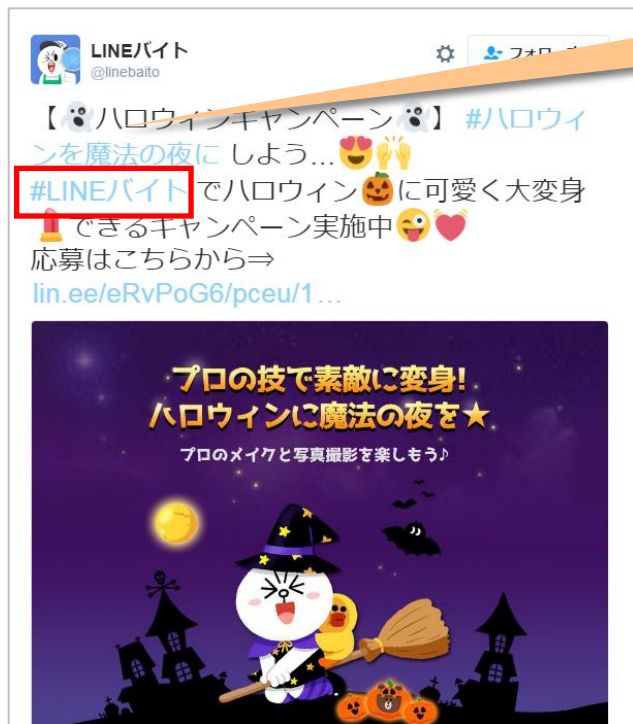 LINEバイト
@linebaito
【👻ハロウィンキャンペーン👻】 #ハロウィ
ンを魔法の夜に しよう…😍🙌
#LINEバイト でハロウィン🎃に可愛く大変身
💄できるキャンペーン実施中😜💓
応募はこちらから⇒
lin.ee/eRvPoG6/pceu/1…
プロの技で素敵に変身!
ハロウィンに魔法の夜を★
プロのメイクと写真撮影を楽しもう♪